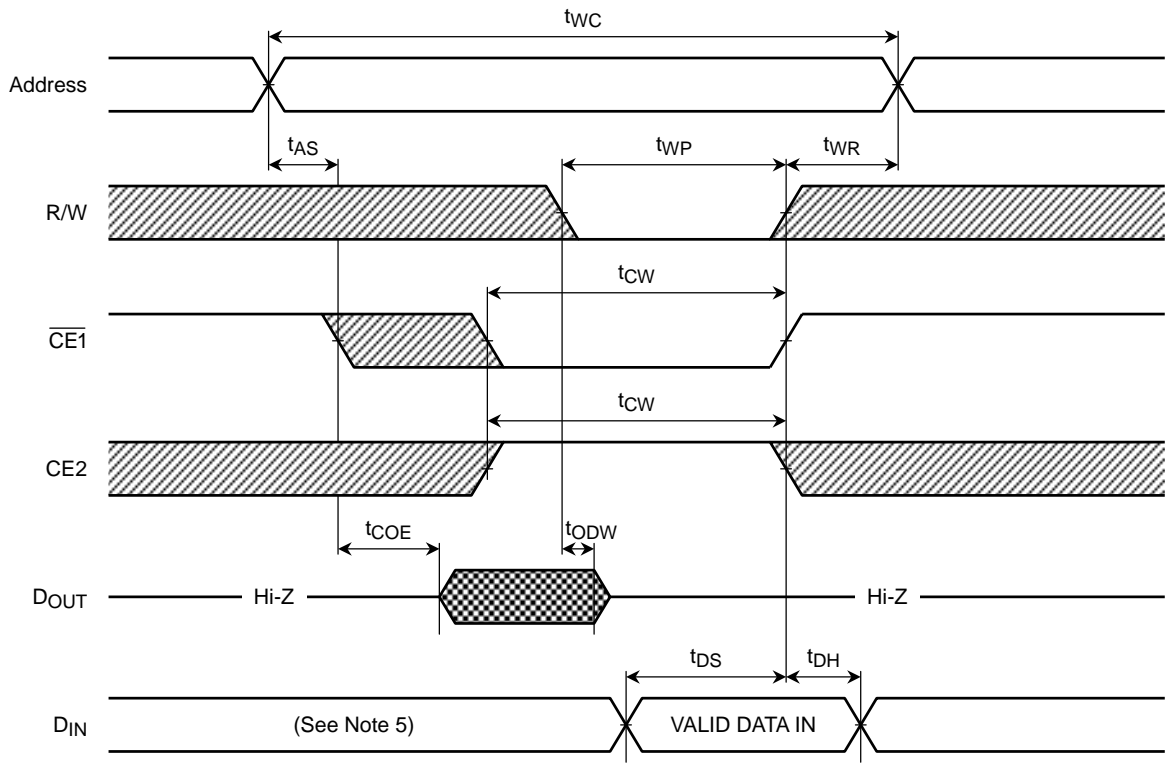 tWC
Address
tAS
tWP
tWR
R/W
tCW
CE1
tCW
CE2
tCOE
tODW
DOUT
Hi-Z
Hi-Z
tDS
tDH
DIN
(See Note 5)
VALID DATA IN